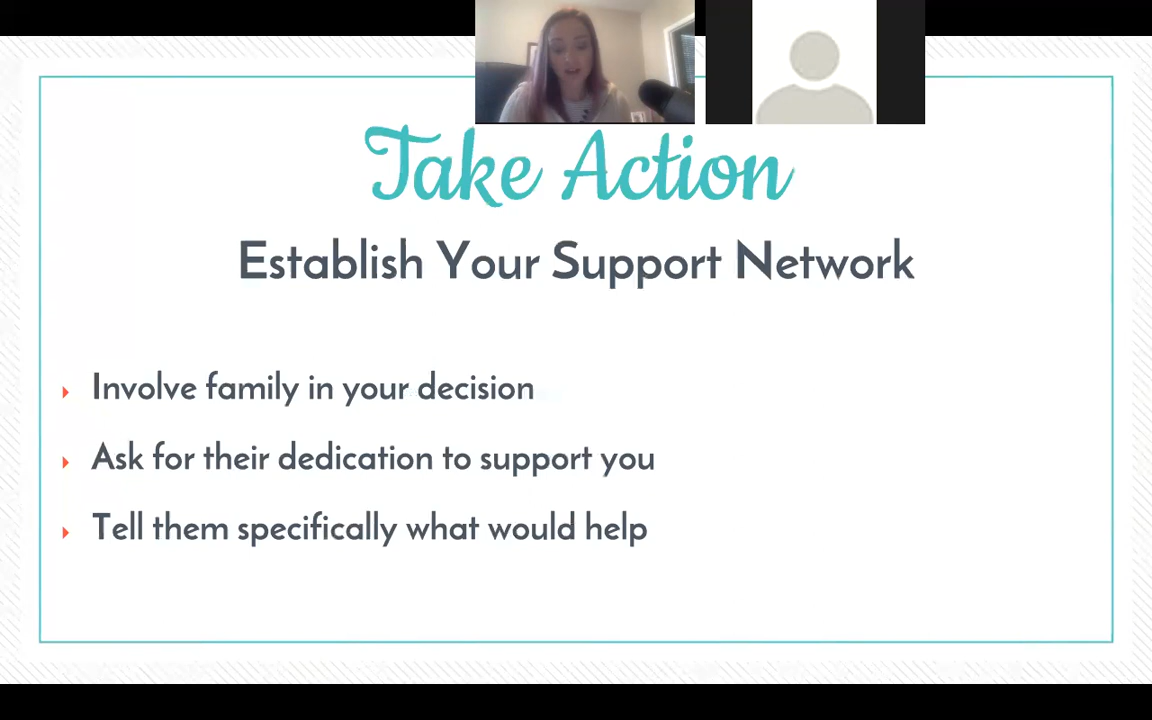 Take Action
Establish Your Support Network
Involve family in your decision
Ask for their dedication to support you
Tell them specifically what would help